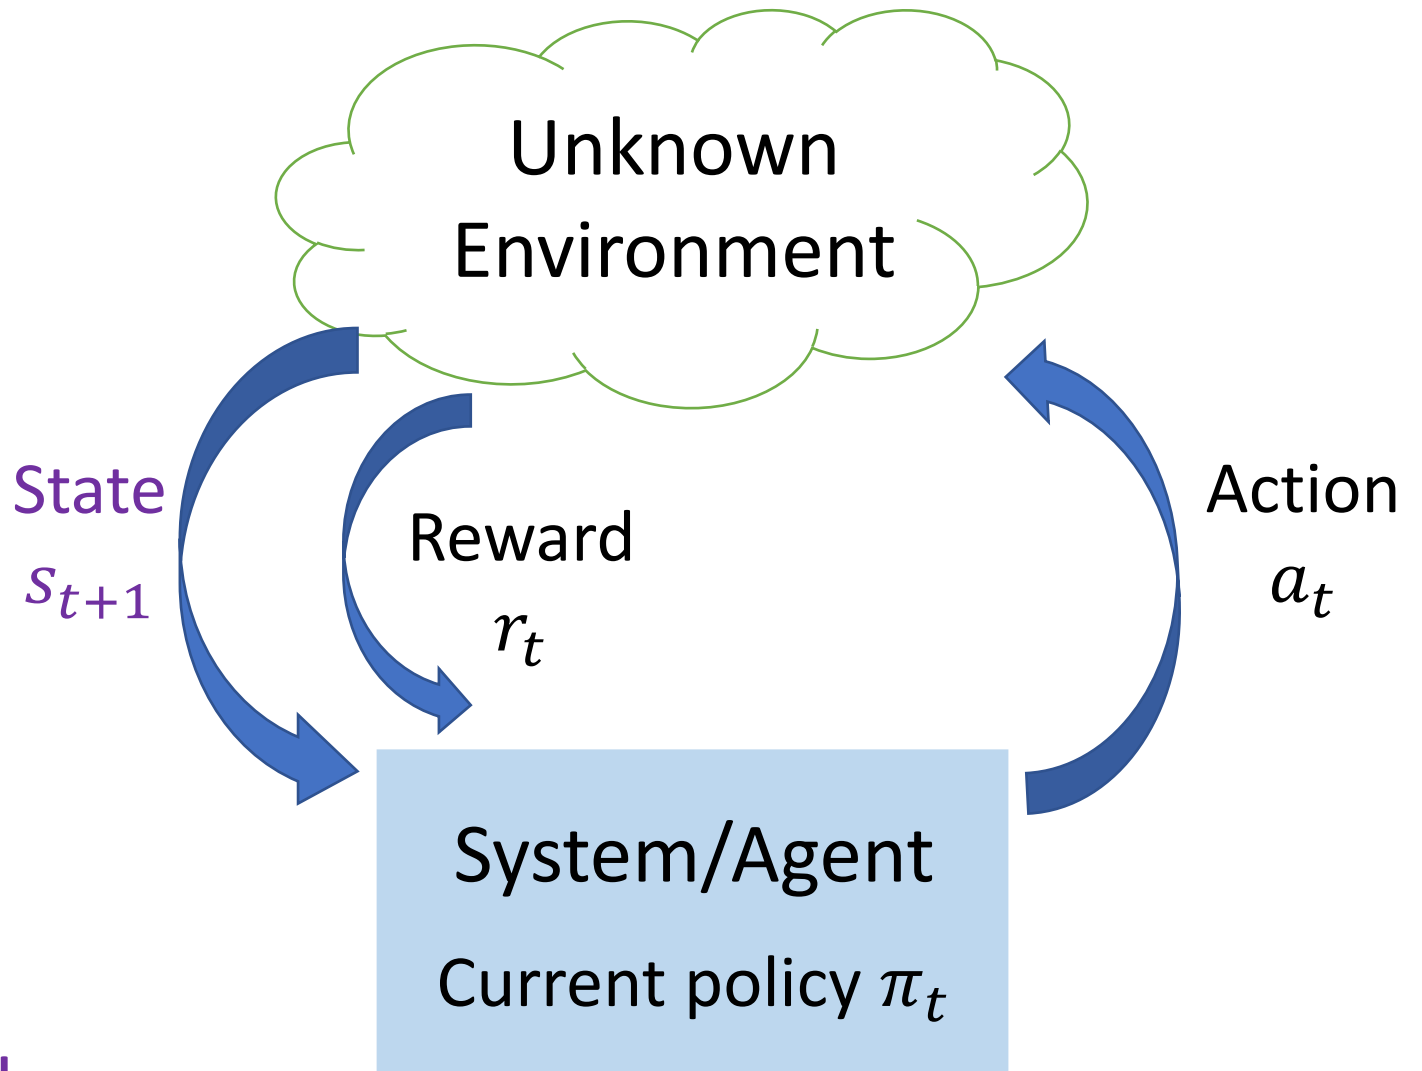 Unknown
Environment
State
s_{t+1}
Reward
r_t
Action
a_t
System/Agent
Current policy π_t